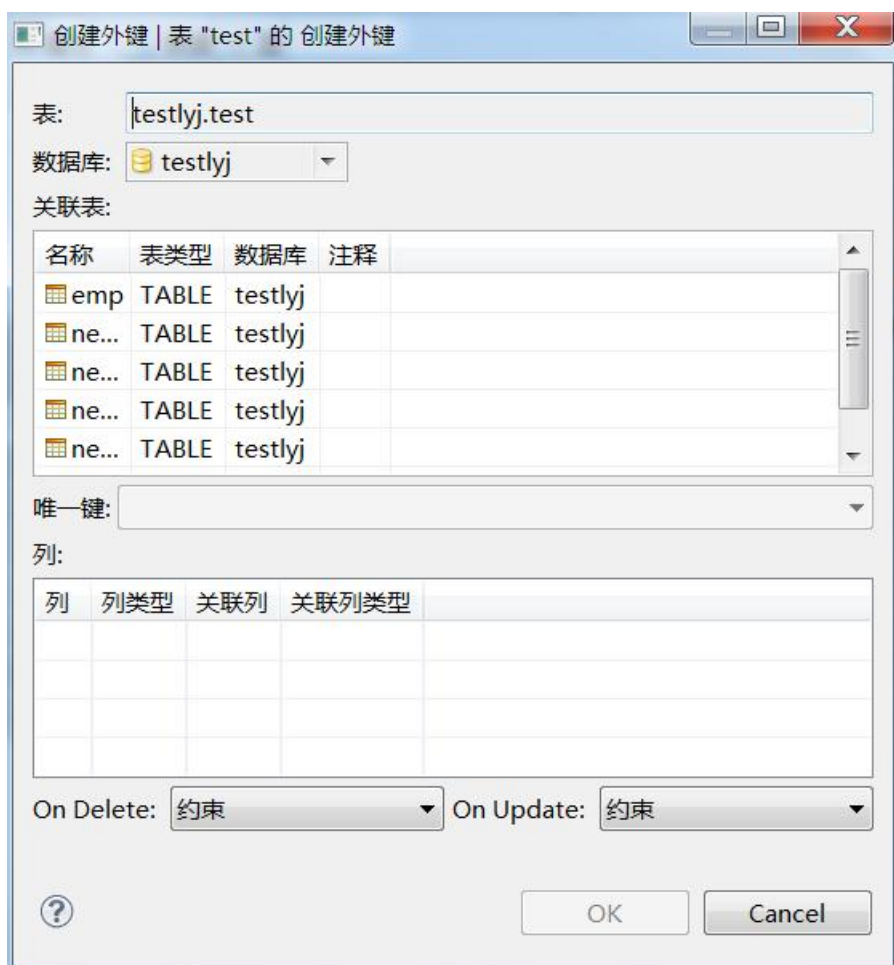 创建外键 | 表 "test" 的 创建外键
表: testlyj.test
数据库: testlyj
关联表:
名称 表类型 数据库 注释
emp TABLE testlyj
ne... TABLE testlyj
ne... TABLE testlyj
ne... TABLE testlyj
ne... TABLE testlyj
唯一键:
列:
列 列类型 关联列 关联列类型
On Delete: 约束 On Update: 约束
OK Cancel